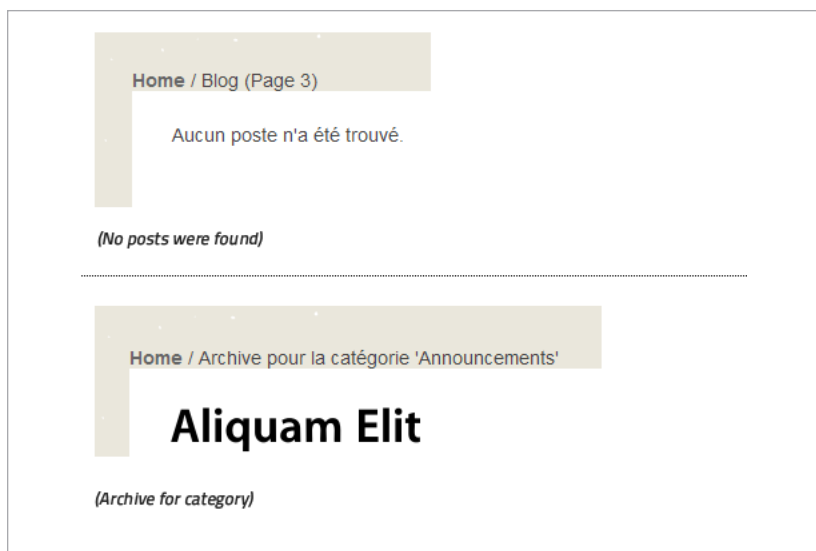 Home / Blog (Page 3)
Aucun poste n'a été trouvé.
(No posts were found)
Home / Archive pour la catégorie 'Announcements'
Aliquam Elit
(Archive for category)